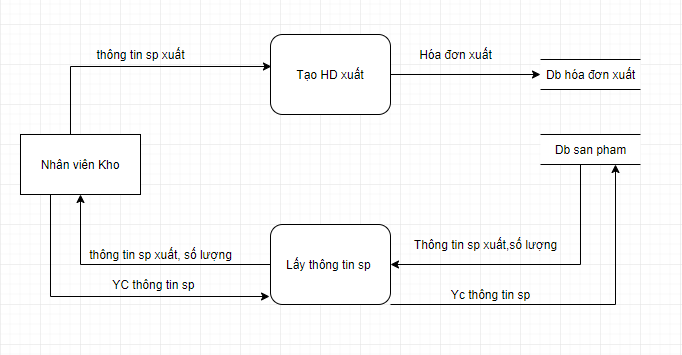 thông tin sp xuất
Tạo HD xuất
Hóa đơn xuất
Db hóa đơn xuất
Nhân viên Kho
Db san pham
thông tin sp xuất, số lượng
Lấy thông tin sp
Thông tin sp xuất,số lượng
YC thông tin sp
Yc thông tin sp